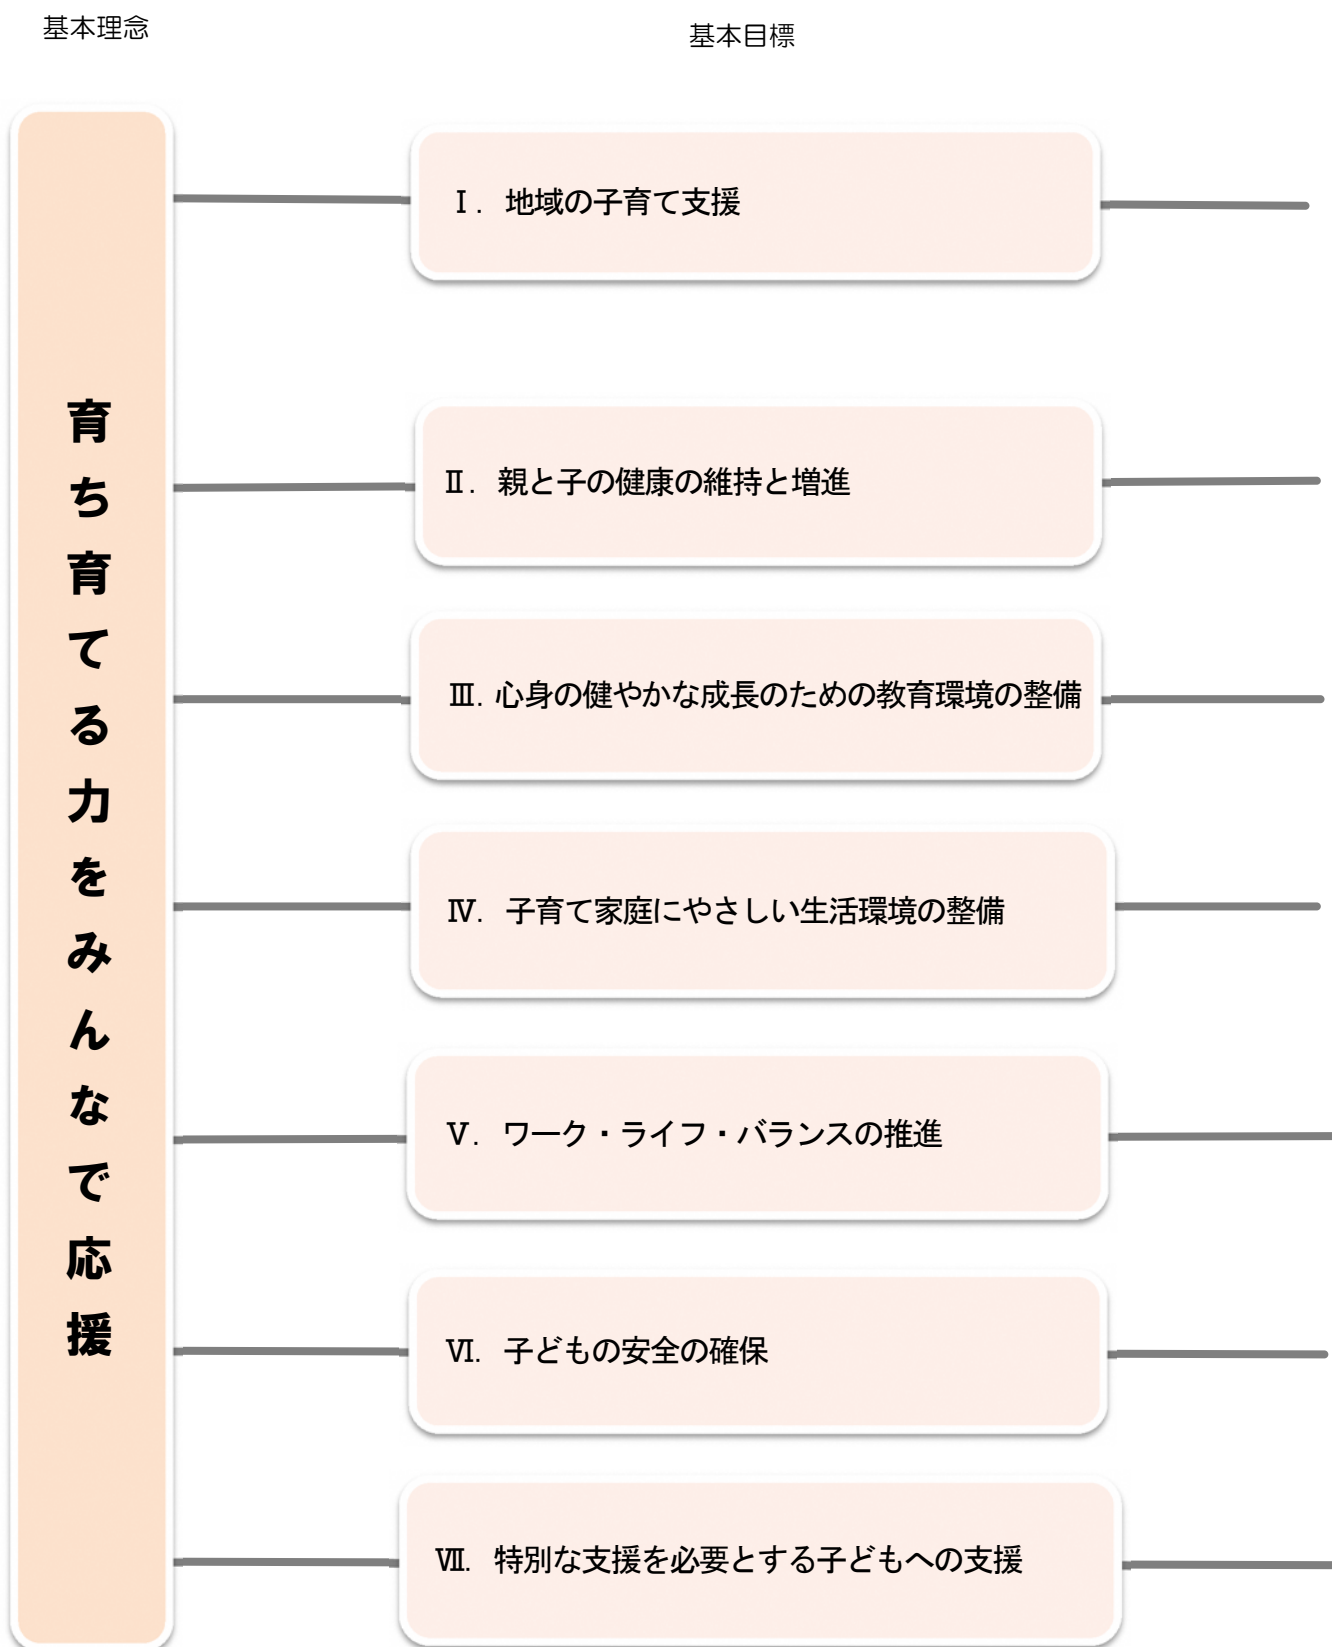 基本理念
基本目標
育ち育てる力をみんなで応援
Ⅰ. 地域の子育て支援
Ⅱ. 親と子の健康の維持と増進
Ⅲ. 心身の健やかな成長のための教育環境の整備
Ⅳ. 子育て家庭にやさしい生活環境の整備
Ⅴ. ワーク・ライフ・バランスの推進
Ⅵ. 子どもの安全の確保
Ⅶ. 特別な支援を必要とする子どもへの支援